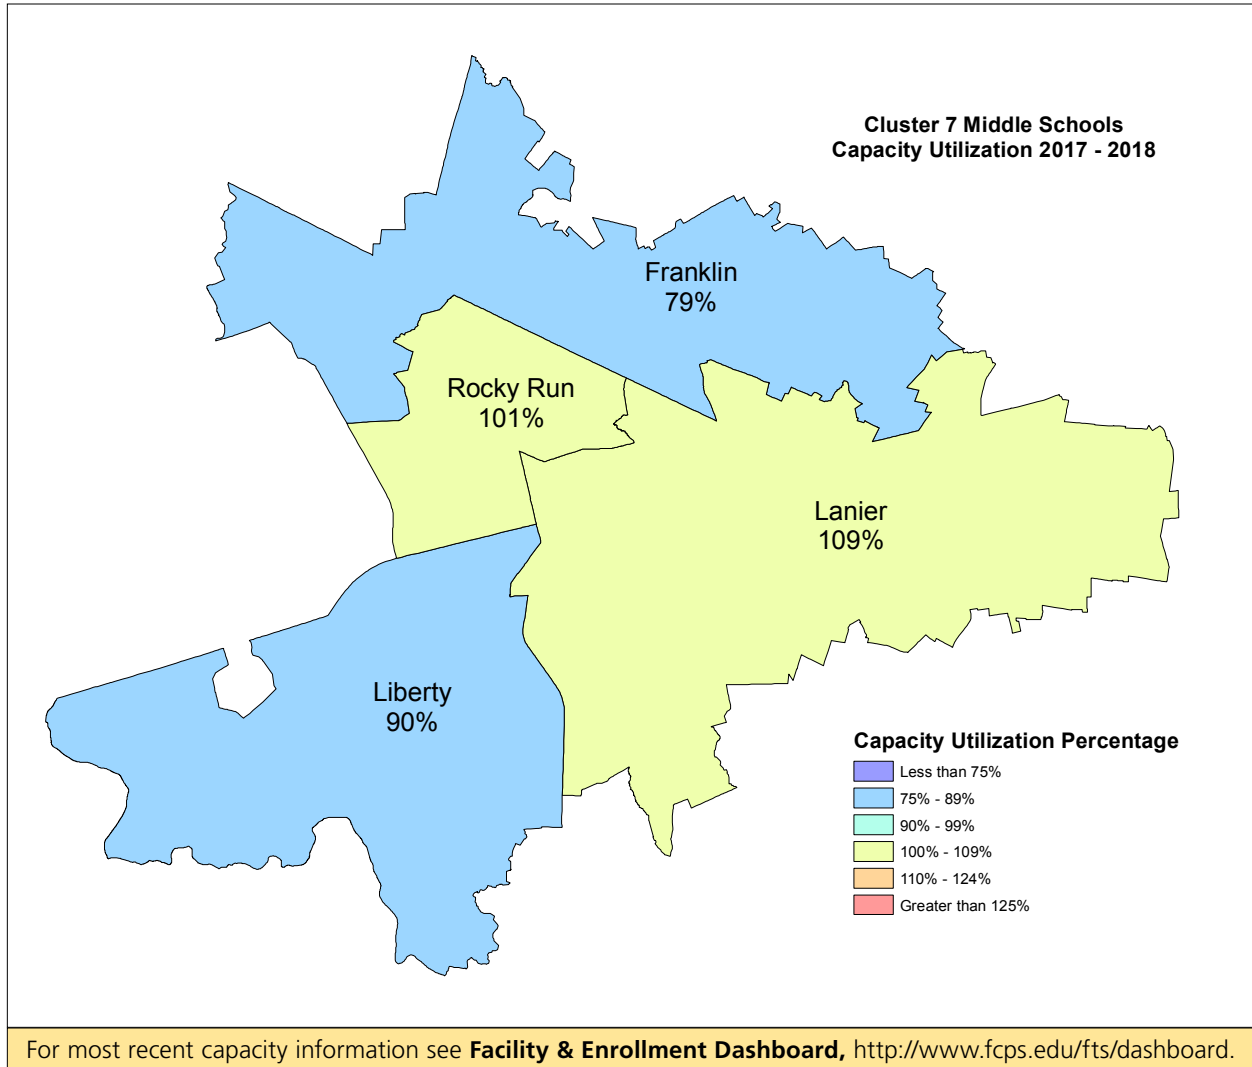 Cluster 7 Middle Schools
Capacity Utilization 2017 - 2018
Franklin
79%
Rocky Run
101%
Lanier
109%
Liberty
90%
Capacity Utilization Percentage
Less than 75%
75% - 89%
90% - 99%
100% - 109%
110% - 124%
Greater than 125%
For most recent capacity information see Facility & Enrollment Dashboard, http://www.fcps.edu/fts/dashboard.